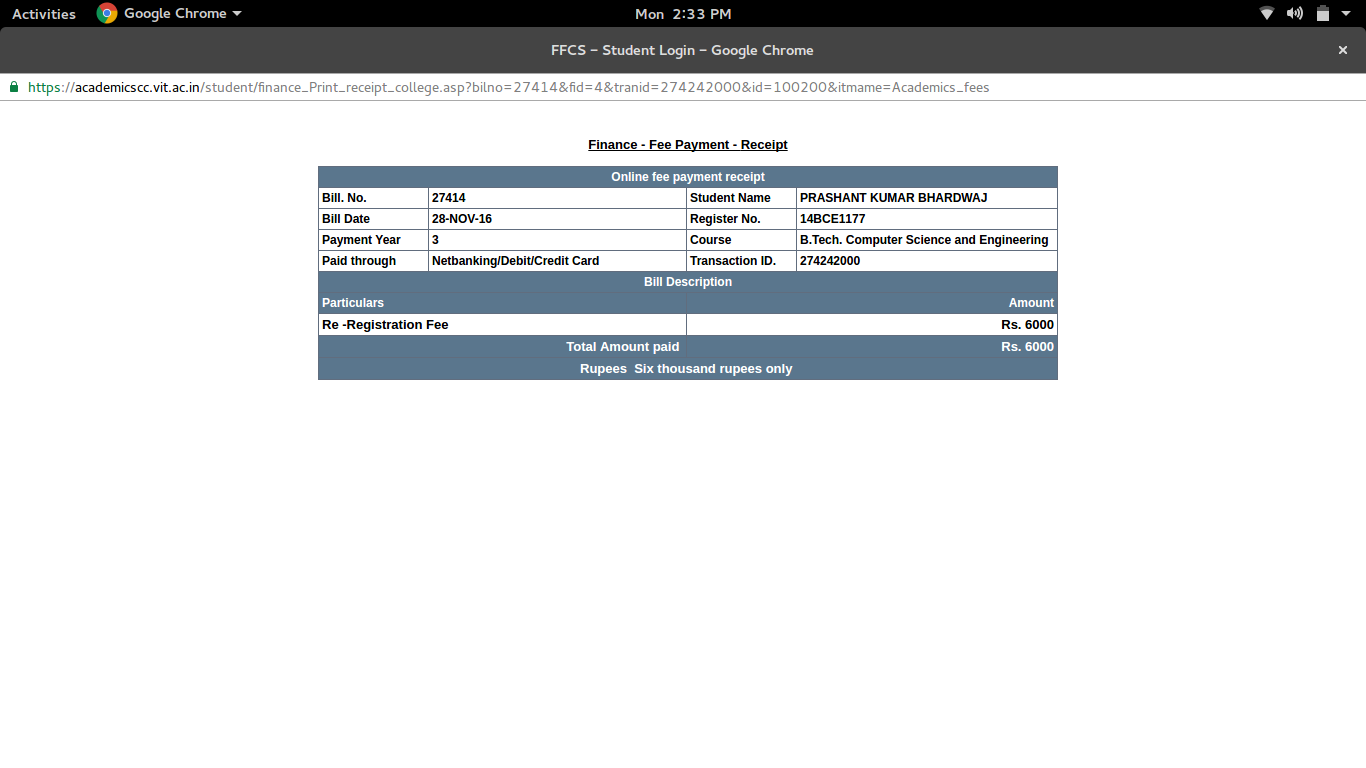 Activities Google Chrome Mon 2:33 PM
FFCS – Student Login – Google Chrome ×
https://academicscc.vit.ac.in/student/finance_Print_receipt_college.asp?bilno=27414&fid=4&tranid=274242000&id=100200&itmame=Academics_fees
Finance - Fee Payment - Receipt
Online fee payment receipt
Bill. No. 27414 Student Name PRASHANT KUMAR BHARDWAJ
Bill Date 28-NOV-16 Register No. 14BCE1177
Payment Year 3 Course B.Tech. Computer Science and Engineering
Paid through Netbanking/Debit/Credit Card Transaction ID. 274242000
Bill Description
Particulars Amount
Re -Registration Fee Rs. 6000
Total Amount paid Rs. 6000
Rupees Six thousand rupees only